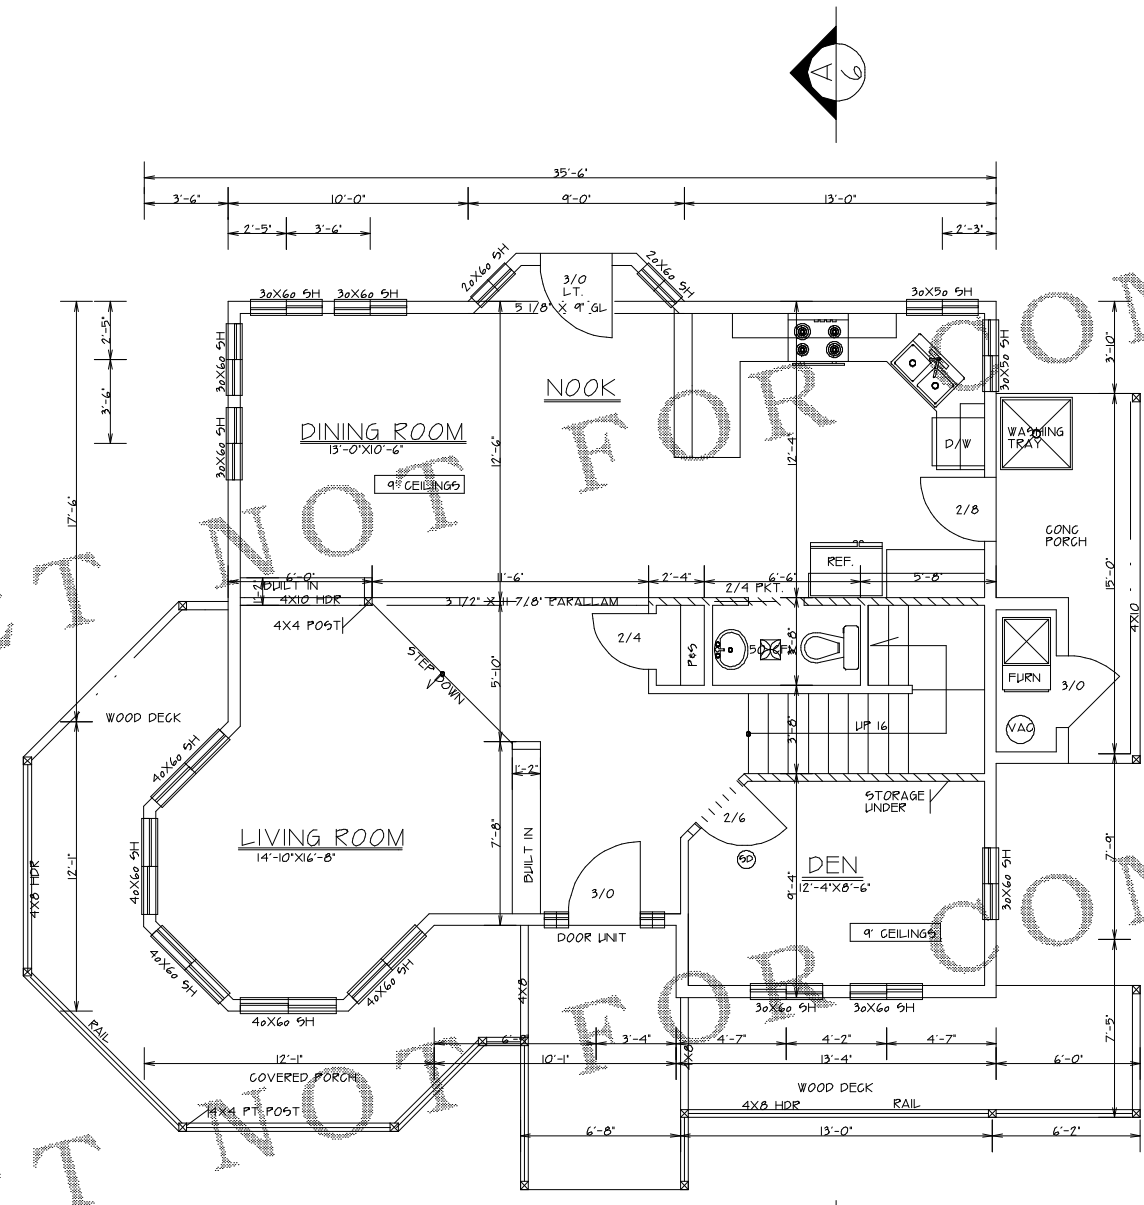 A
6
35'-6"
3'-6"
10'-0"
9'-0"
13'-0"
2'-5"
3'-6"
2'-3"
20X60 SH
20X60 SH
3/0
LT.
5 1/8" X 9" GL
30X60 SH
30X60 SH
30X50 SH
30X60 SH
30X60 SH
30X50 SH
2'-5"
3'-6"
3'-10"
17'-6"
NOOK
DINING ROOM
13'-0"X10'-6"
9' CEILINGS
12'-6"
12'-4"
D/W
WASHING
TRAY
2/8
CONC
PORCH
15'-0"
4X10
REF.
6'-0"
11'-6"
2'-4"
6'-6"
5'-8"
BUILT IN
1'-2"
4X10 HDR
2/4 PKT.
3 1/2" X 11 7/8" PARALLAM
4X4 POST
STEP DOWN
5'-10"
2/4
P&S
FURN
3/0
VAC
UP 16
3'-8"
WOOD DECK
40X60 SH
1'-2"
STORAGE
UNDER
LIVING ROOM
14'-10"X16'-8"
7'-8"
BUILT IN
2/6
SD
DEN
12'-4"X8'-6"
9'-4"
30X60 SH
7'-9"
9' CEILINGS
3/0
DOOR UNIT
40X60 SH
4X8 HDR
12'-1"
40X60 SH
40X60 SH
40X60 SH
4X8
30X60 SH
30X60 SH
RAIL
3'-4"
4'-7"
4'-2"
4'-7"
7'-5"
12'-1"
10'-1"
4X8
13'-4"
6'-0"
COVERED PORCH
4X4 PT POST
WOOD DECK
4X8 HDR
RAIL
6'-8"
13'-0"
6'-2"
NOT FOR CON
NOT FOR CON